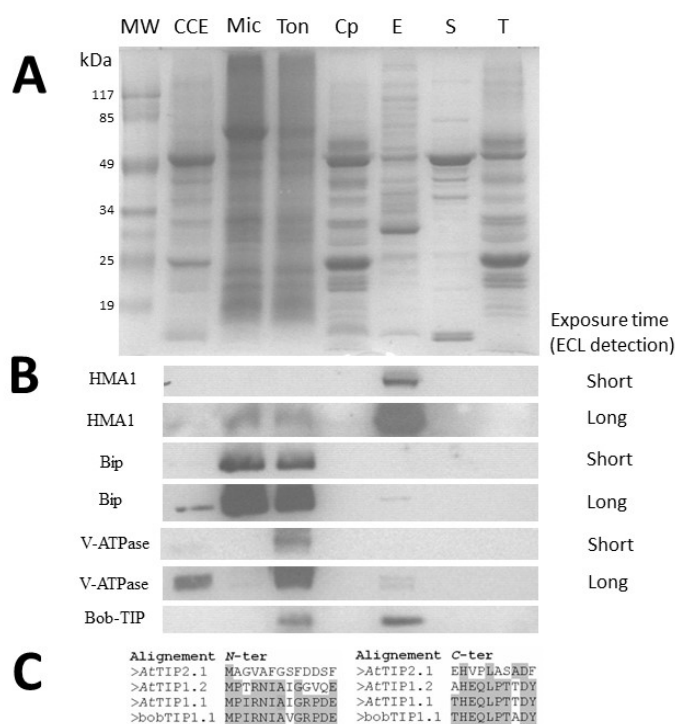 MW CCE Mic Ton Cp E S T
A
kDa
117
85
49
34
25
19
Exposure time
(ECL detection)
B
HMA1 Short
HMA1 Long
Bip Short
Bip Long
V-ATPase Short
V-ATPase Long
Bob-TIP
C
Alignement N-ter Alignement C-ter
>AtTIP2.1 MAGVAFGSFDDSF >AtTIP2.1 EHVPLASADF
>AtTIP1.2 MPTRNIAIGGVQE >AtTIP1.2 AHEQLPTTDY
>AtTIP1.1 MPIRNIAIGRPDE >AtTIP1.1 THEQLPTTDY
>bobTIP1.1 MPIRNIAVGRPDE >bobTIP1.1 THEQLPTTDY